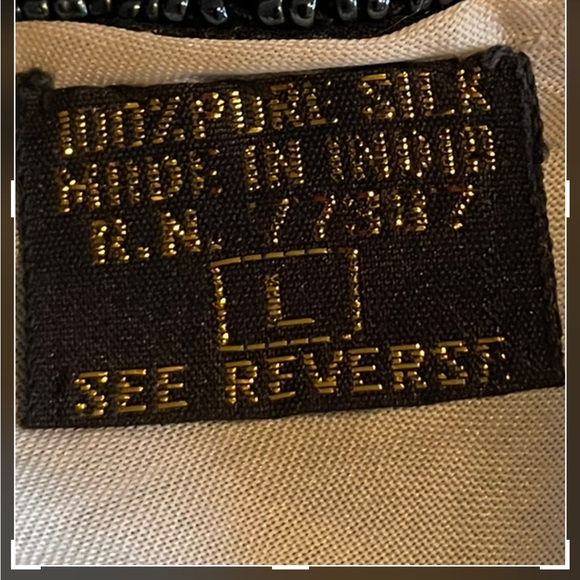 100% PURE SILK
MADE IN INDIA
R.N. 77387
L
SEE REVERSE